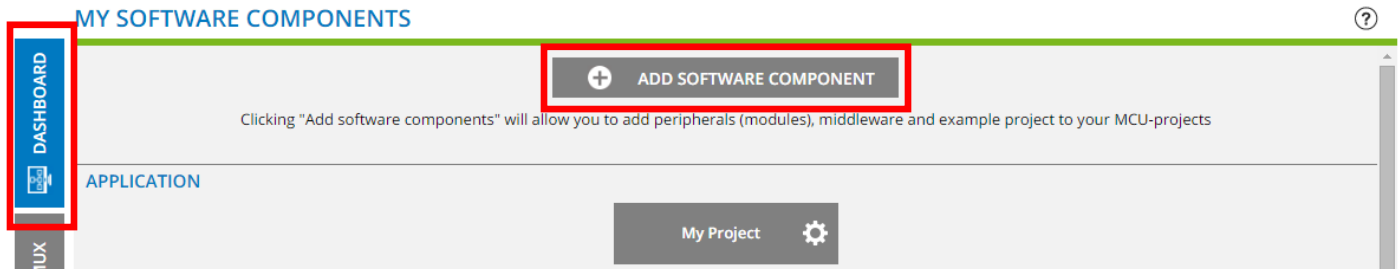 MY SOFTWARE COMPONENTS
?
DASHBOARD
ADD SOFTWARE COMPONENT
Clicking "Add software components" will allow you to add peripherals (modules), middleware and example project to your MCU-projects
APPLICATION
My Project